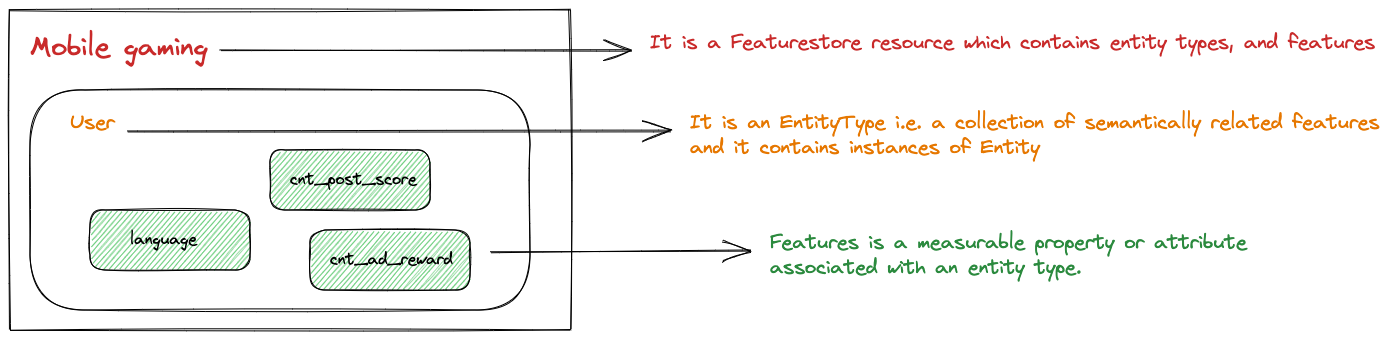 Mobile gaming
It is a Featurestore resource which contains entity types, and features
User
It is an EntityType i.e. a collection of semantically related features
and it contains instances of Entity
cnt_post_score
language
cnt_ad_reward
Features is a measurable property or attribute
associated with an entity type.